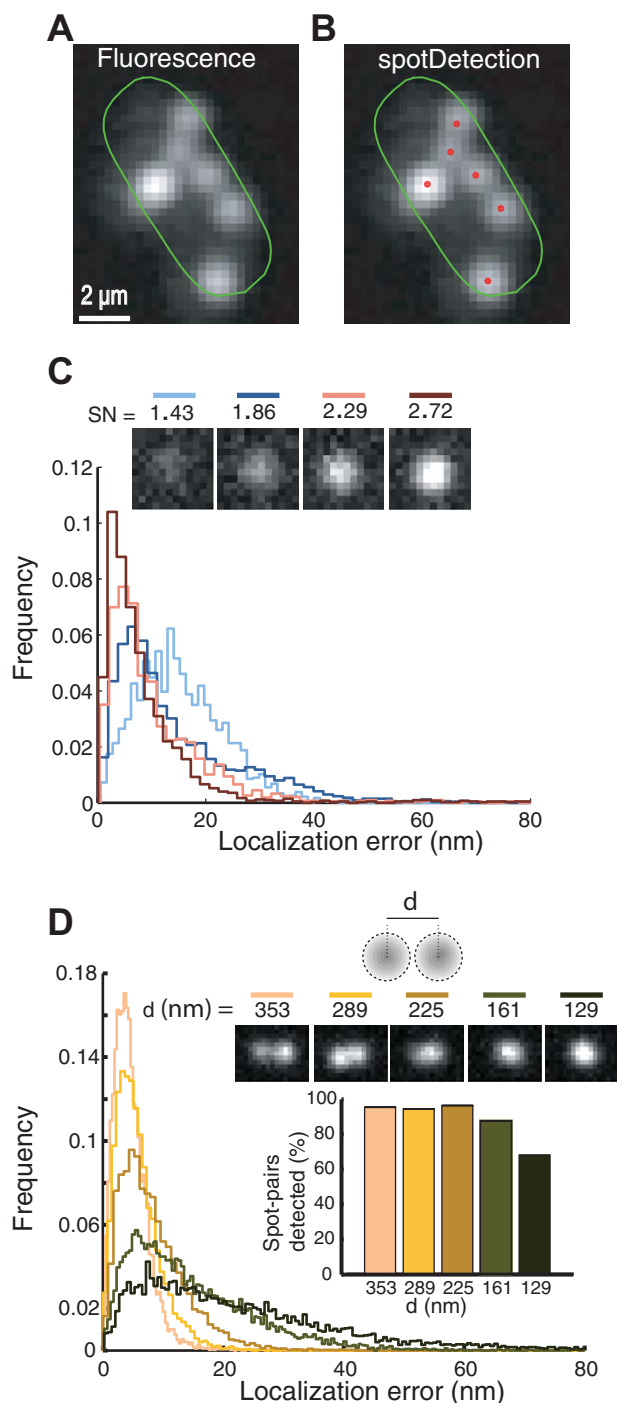 A
B
Fluorescence
spotDetection
2 µm
C
SN = 1.43 1.86 2.29 2.72
0.12
0.1
0.08
0.06
0.04
0.02
0
Frequency
0 20 40 60 80
Localization error (nm)
D
d
d (nm) = 353 289 225 161 129
0.18
0.14
0.1
0.06
0.02
0
Frequency
100
80
60
40
20
0
Spot-pairs
detected (%)
353 289 225 161 129
d (nm)
0 20 40 60 80
Localization error (nm)